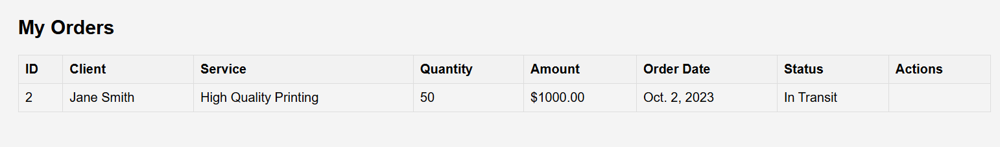 My Orders
ID Client Service Quantity Amount Order Date Status Actions
2 Jane Smith High Quality Printing 50 $1000.00 Oct. 2, 2023 In Transit